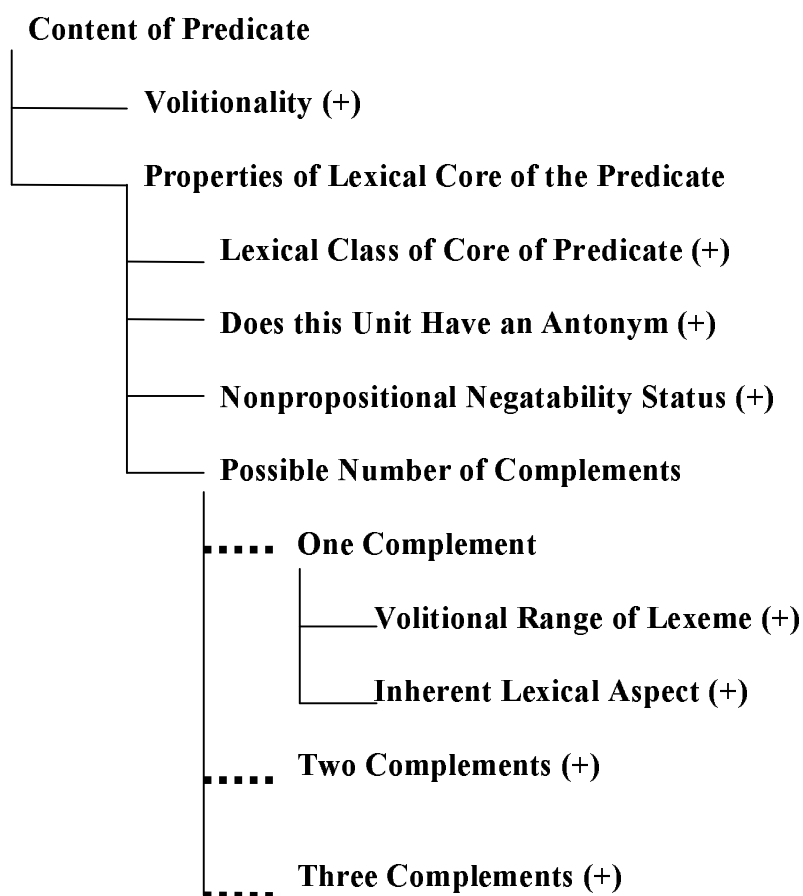 Content of Predicate
Volitionality (+)
Properties of Lexical Core of the Predicate
Lexical Class of Core of Predicate (+)
Does this Unit Have an Antonym (+)
Nonpropositional Negatability Status (+)
Possible Number of Complements
One Complement
Volitional Range of Lexeme (+)
Inherent Lexical Aspect (+)
Two Complements (+)
Three Complements (+)